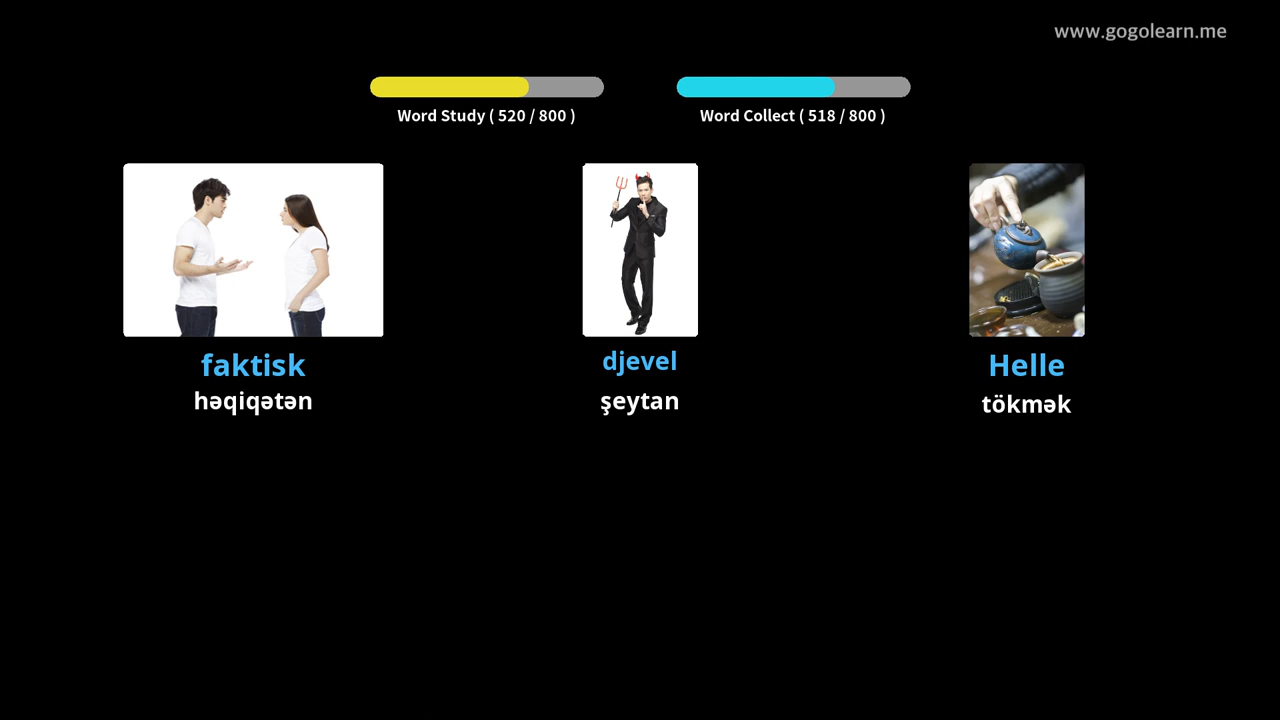 www.gogolearn.me
Word Study ( 520 / 800 )
Word Collect ( 518 / 800 )
faktisk
həqiqətən
djevel
şeytan
Helle
tökmək